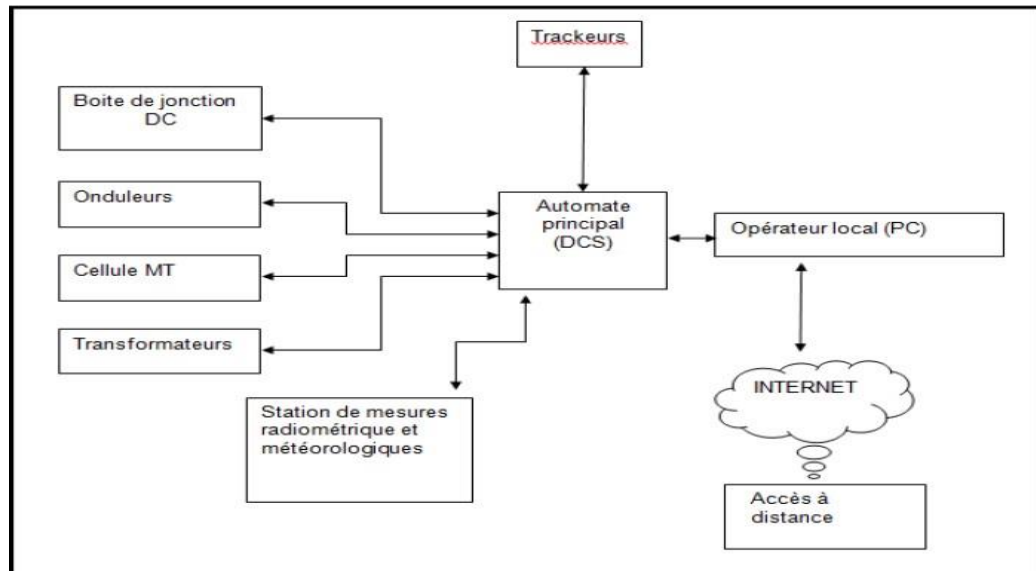 Trackeurs
Boite de jonction
DC
Onduleurs
Cellule MT
Transformateurs
Automate
principal
(DCS)
Opérateur local (PC)
Station de mesures
radiométrique et
météorologiques
INTERNET
Accès à
distance